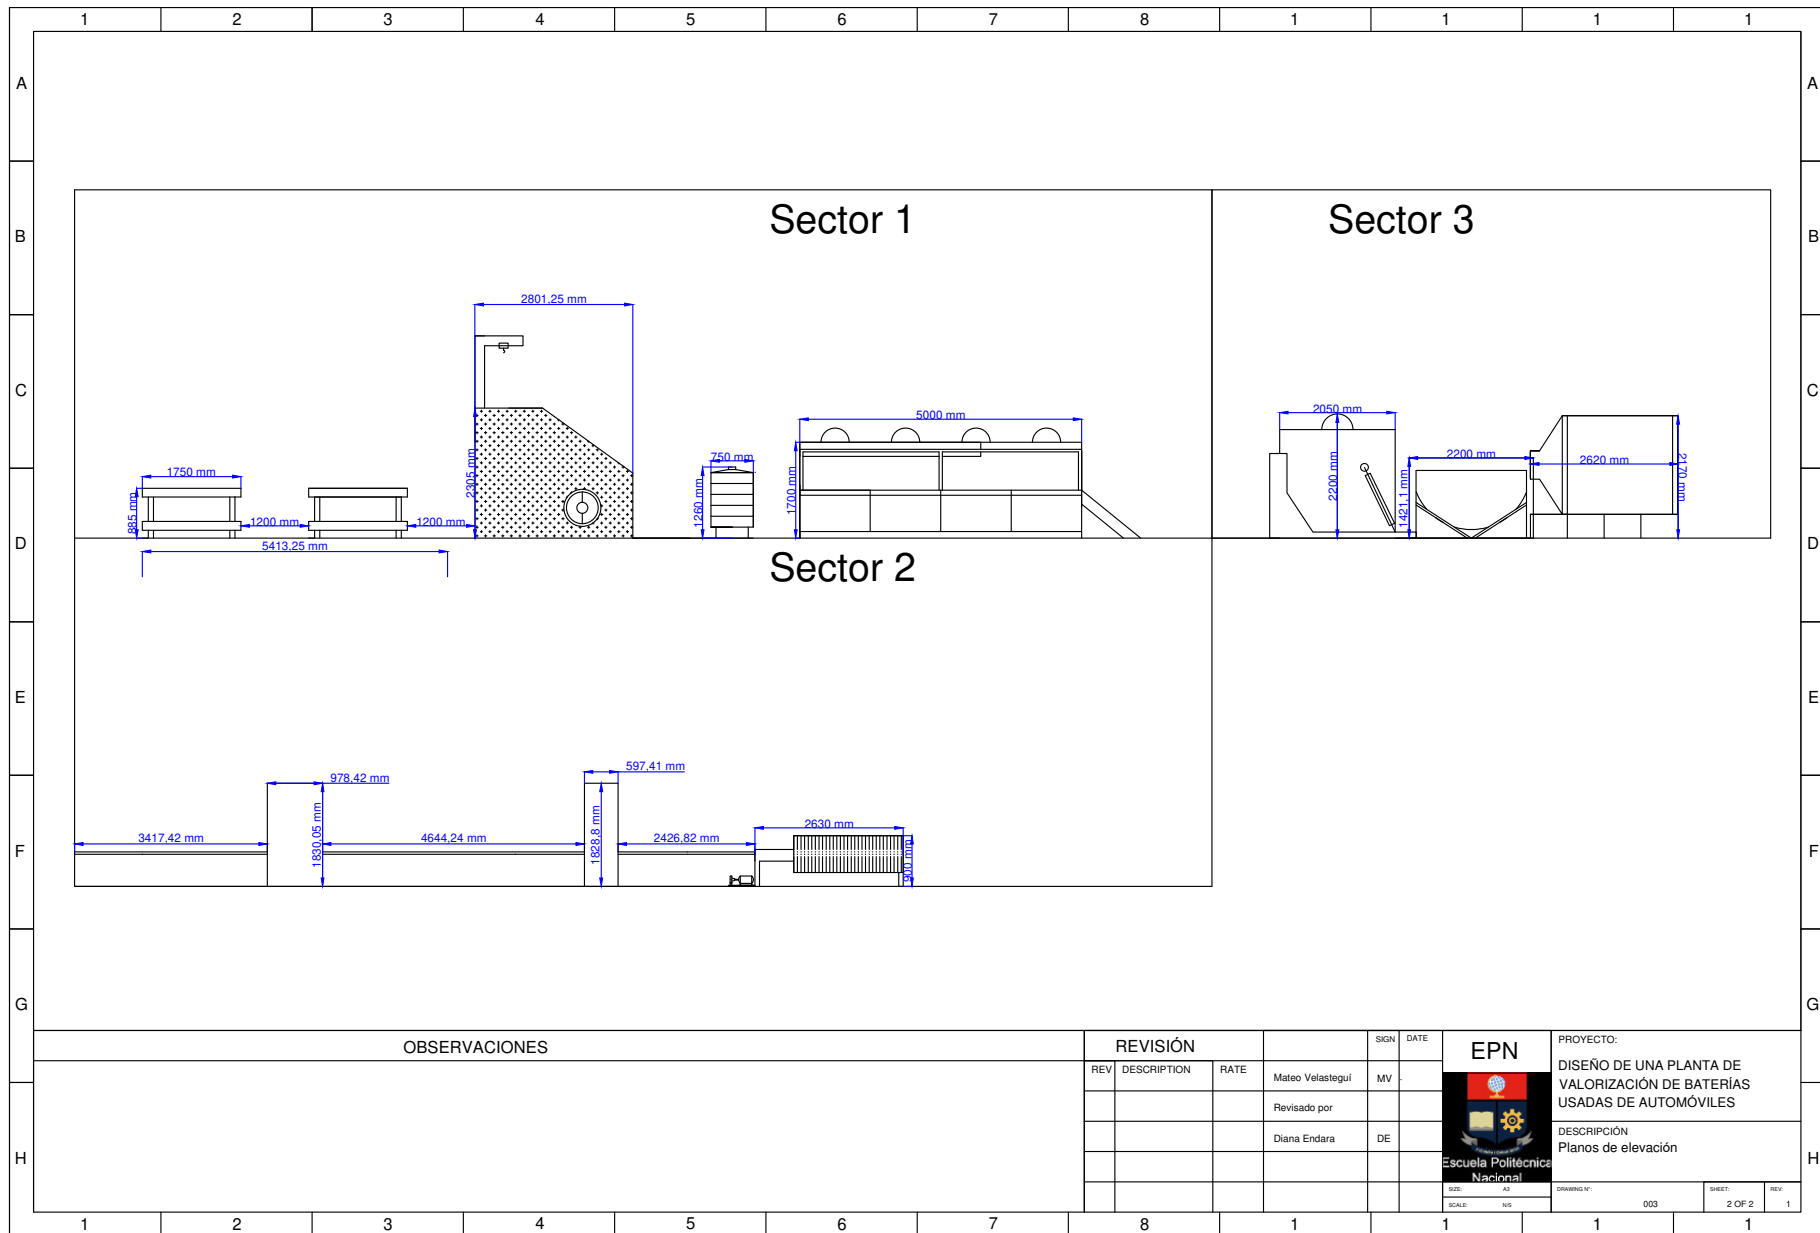 1 2 3 4 5 6 7 8 1 1 1 1
A A
B B
C C
D D
E E
F F
G G
H H
Sector 1
Sector 3
2801,25 mm
1750 mm
885 mm
1200 mm
1200 mm
5413,25 mm
2305 mm
750 mm
1260 mm
5000 mm
1700 mm
2050 mm
2200 mm
1421,1 mm
2200 mm
2620 mm
2170 mm
Sector 2
3417,42 mm
978,42 mm
1830,05 mm
4644,24 mm
597,41 mm
1828,8 mm
2426,82 mm
2630 mm
900 mm
OBSERVACIONES
REVISIÓN
REV DESCRIPTION RATE
SIGN DATE
Mateo Velasteguí MV -
Revisado por
Diana Endara DE
EPN
Escuela Politécnica
Nacional
SIZE: A3
SCALE: N/S
PROYECTO:
DISEÑO DE UNA PLANTA DE
VALORIZACIÓN DE BATERÍAS
USADAS DE AUTOMÓVILES
DESCRIPCIÓN
Planos de elevación
DRAWING N°: 003
SHEET: 2 OF 2
REV: 1
1 2 3 4 5 6 7 8 1 1 1 1